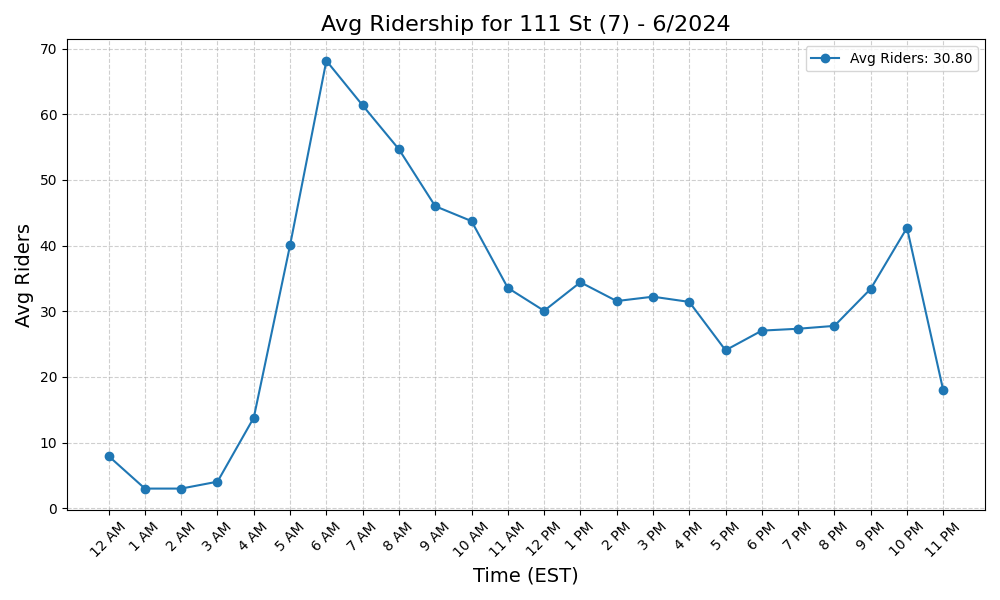 Avg Ridership for 111 St (7) - 6/2024
Avg Riders: 30.80
70
60
50
40
30
20
10
0
Avg Riders
12 AM
1 AM
2 AM
3 AM
4 AM
5 AM
6 AM
7 AM
8 AM
9 AM
10 AM
11 AM
12 PM
1 PM
2 PM
3 PM
4 PM
5 PM
6 PM
7 PM
8 PM
9 PM
10 PM
11 PM
Time (EST)